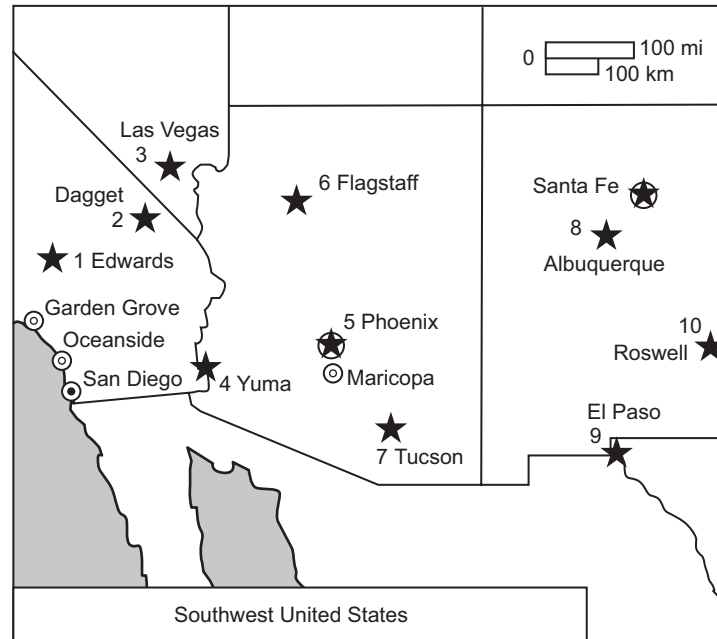 0
100 mi
100 km
Las Vegas
3
Dagget
2
6 Flagstaff
Santa Fe
8
Albuquerque
1 Edwards
Garden Grove
Oceanside
San Diego
4 Yuma
5 Phoenix
Maricopa
10
Roswell
El Paso
9
7 Tucson
Southwest United States